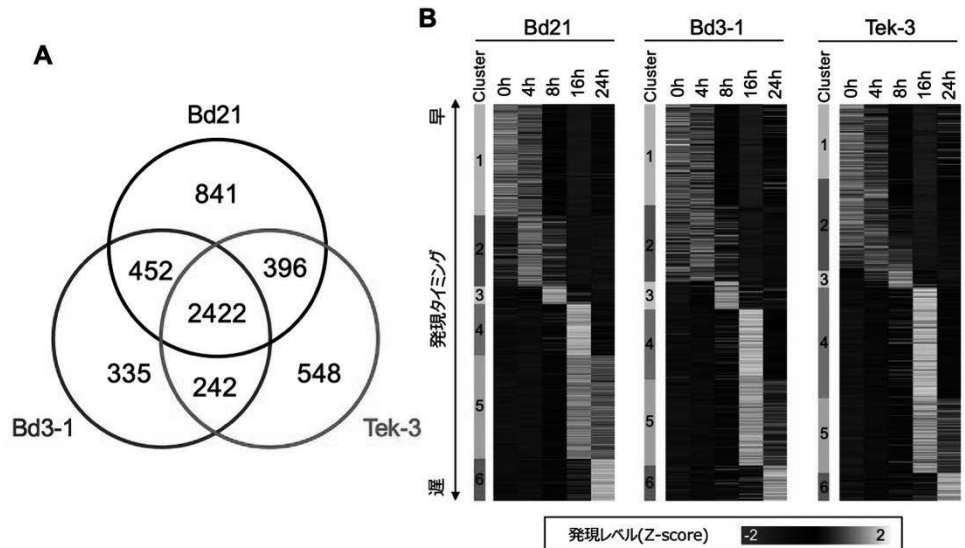 A
Bd21
841
452
396
2422
335
242
548
Bd3-1
Tek-3
B
Bd21
Bd3-1
Tek-3
Cluster 0h 4h 8h 16h 24h
Cluster 0h 4h 8h 16h 24h
Cluster 0h 4h 8h 16h 24h
早
発現タイミング
遅
1
2
3
4
5
6
1
2
3
4
5
6
1
2
3
4
5
6
発現レベル(Z-score) -2 2